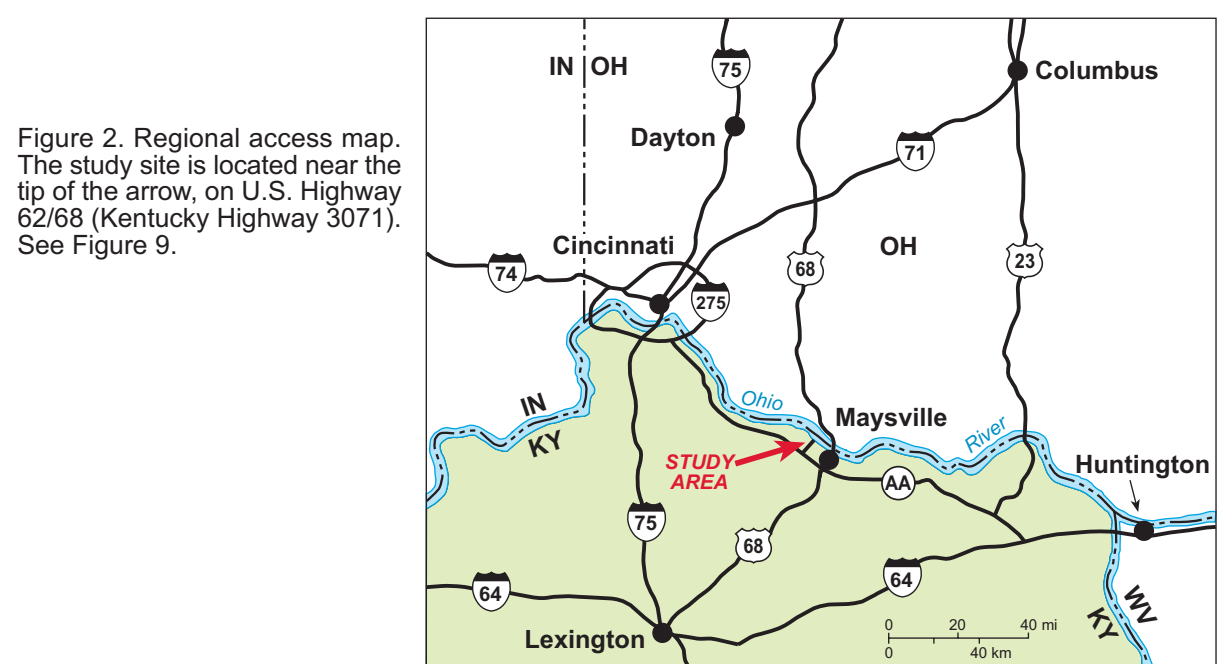 Figure 2. Regional access map.
The study site is located near the
tip of the arrow, on U.S. Highway
62/68 (Kentucky Highway 3071).
See Figure 9.
IN OH
75
Columbus
Dayton
71
Cincinnati
OH
74
68
23
275
Ohio
Maysville
IN
KY
River
STUDY
AREA
Huntington
AA
75
68
64
64
WV
KY
Lexington
0 20 40 mi
0 40 km